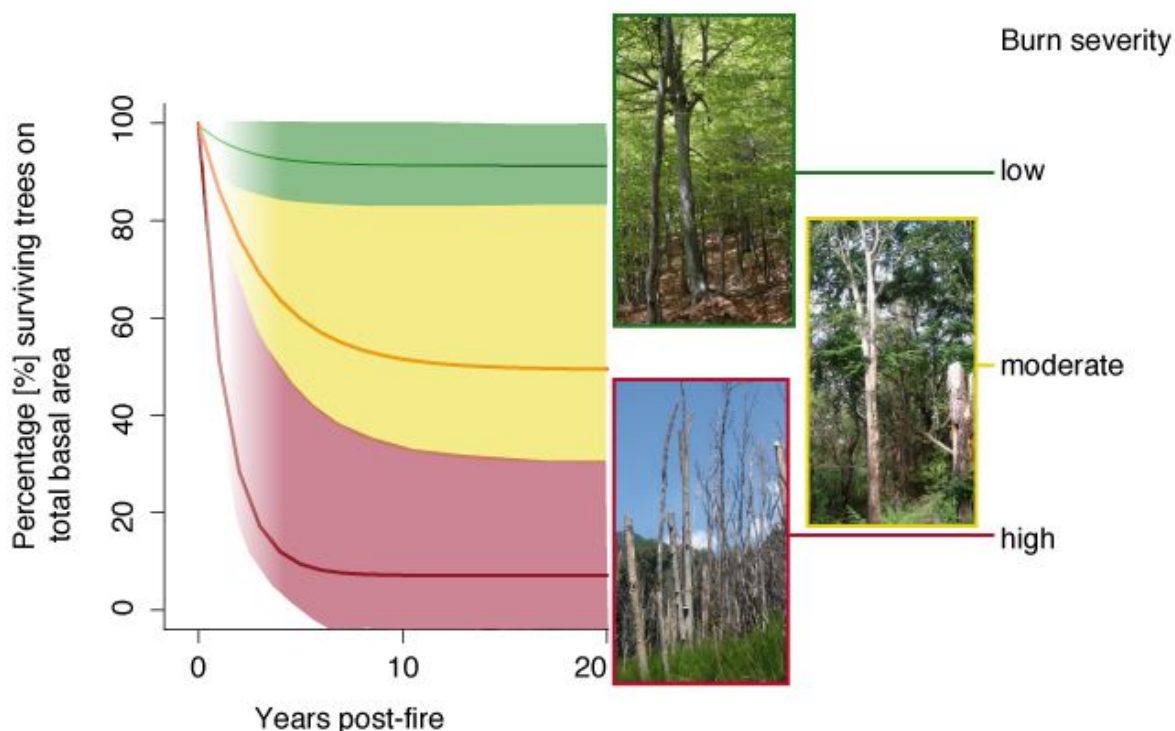 Burn severity
low
moderate
high
Percentage [%] surviving trees on
total basal area
100
80
60
40
20
0
0
10
20
Years post-fire